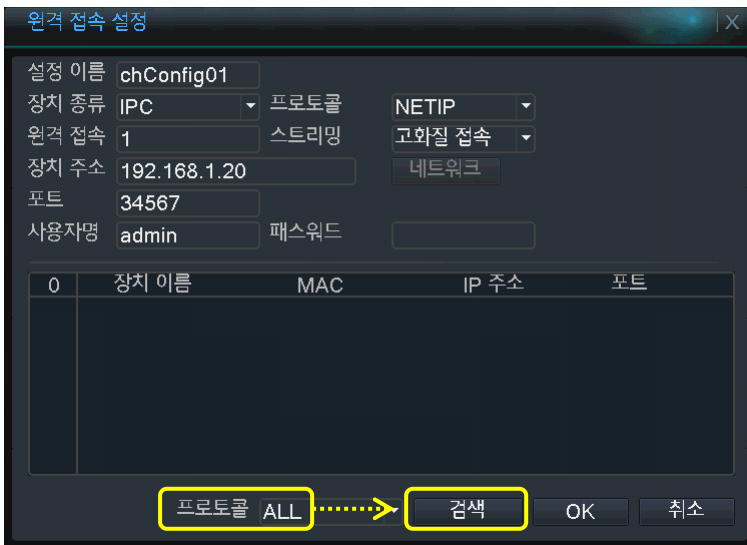 원격 접속 설정 X
설정 이름 chConfig01
장치 종류 IPC 프로토콜 NETIP
원격 접속 1 스트리밍 고화질 접속
장치 주소 192.168.1.20 네트워크
포트 34567
사용자명 admin 패스워드
0 장치 이름 MAC IP 주소 포트
프로토콜 ALL 검색 OK 취소